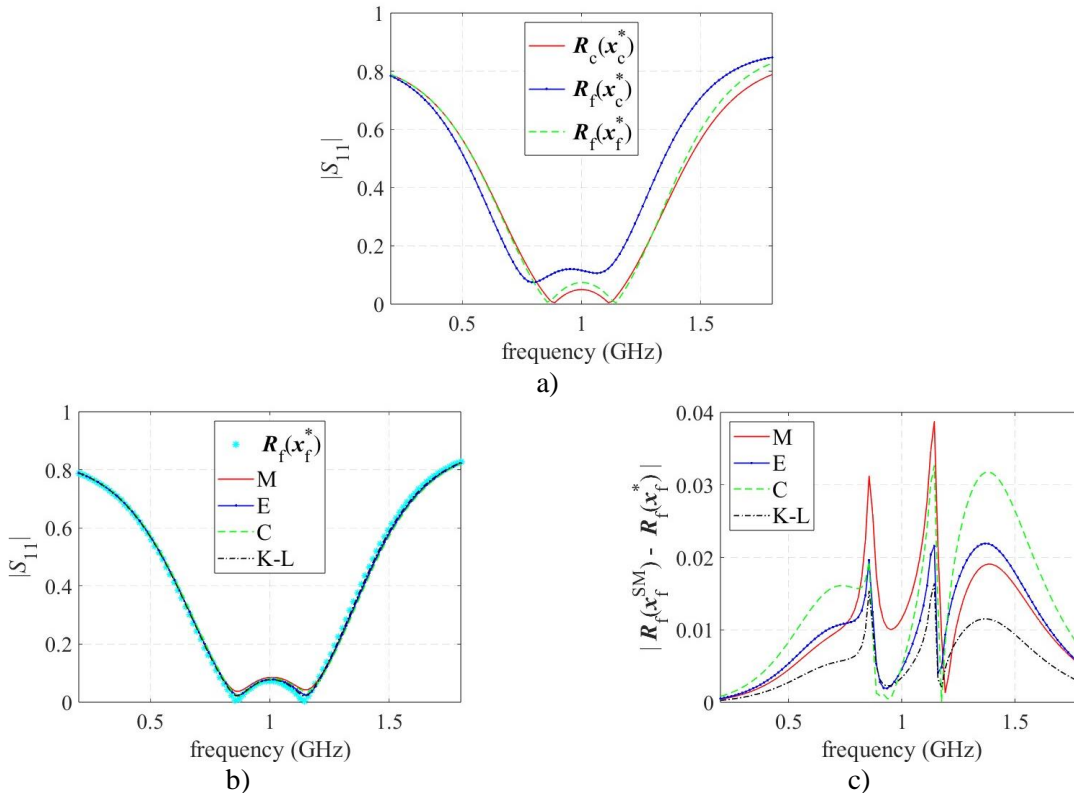 1
0.8
0.6
0.4
0.2
0
|S11|
Rc(xc*)
Rf(xc*)
Rf(xf*)
0.5 1 1.5
frequency (GHz)
a)
1
0.8
0.6
0.4
0.2
0
|S11|
Rf(xf*)
M
E
C
K-L
0.5 1 1.5
frequency (GHz)
b)
0.04
0.03
0.02
0.01
0
| Rf(xfSM) - Rf(xf*) |
M
E
C
K-L
0.5 1 1.5
frequency (GHz)
c)